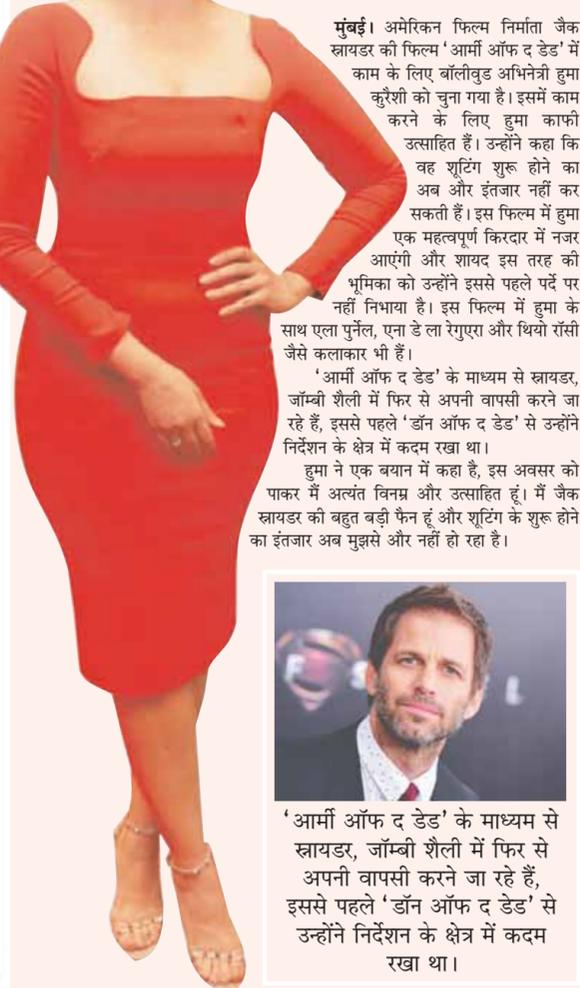 मुंबई। अमेरिकन फिल्म निर्माता जैक
स्नायडर की फिल्म ‘आर्मी ऑफ द डेड’ में
काम के लिए बॉलीवुड अभिनेत्री हुमा
कुरैशी को चुना गया है। इसमें काम
करने के लिए हुमा काफी
उत्साहित हैं। उन्होंने कहा कि
वह शूटिंग शुरू होने का
अब और इंतजार नहीं कर
सकती हैं। इस फिल्म में हुमा
एक महत्वपूर्ण किरदार में नजर
आएंगी और शायद इस तरह की
भूमिका को उन्होंने इससे पहले पर्दे पर
नहीं निभाया है। इस फिल्म में हुमा के
साथ एला पुर्नेल, एना डे ला रेगुएरा और थियो रॉसी
जैसे कलाकार भी हैं।
‘आर्मी ऑफ द डेड’ के माध्यम से स्नायडर,
जॉम्बी शैली में फिर से अपनी वापसी करने जा
रहे हैं, इससे पहले ‘डॉन ऑफ द डेड’ से उन्होंने
निर्देशन के क्षेत्र में कदम रखा था।
हुमा ने एक बयान में कहा है, इस अवसर को
पाकर मैं अत्यंत विनम्र और उत्साहित हूं। मैं जैक
स्नायडर की बहुत बड़ी फैन हूं और शूटिंग के शुरू होने
का इंतजार अब मुझसे और नहीं हो रहा है।
‘आर्मी ऑफ द डेड’ के माध्यम से
स्नायडर, जॉम्बी शैली में फिर से
अपनी वापसी करने जा रहे हैं,
इससे पहले ‘डॉन ऑफ द डेड’ से
उन्होंने निर्देशन के क्षेत्र में कदम
रखा था।